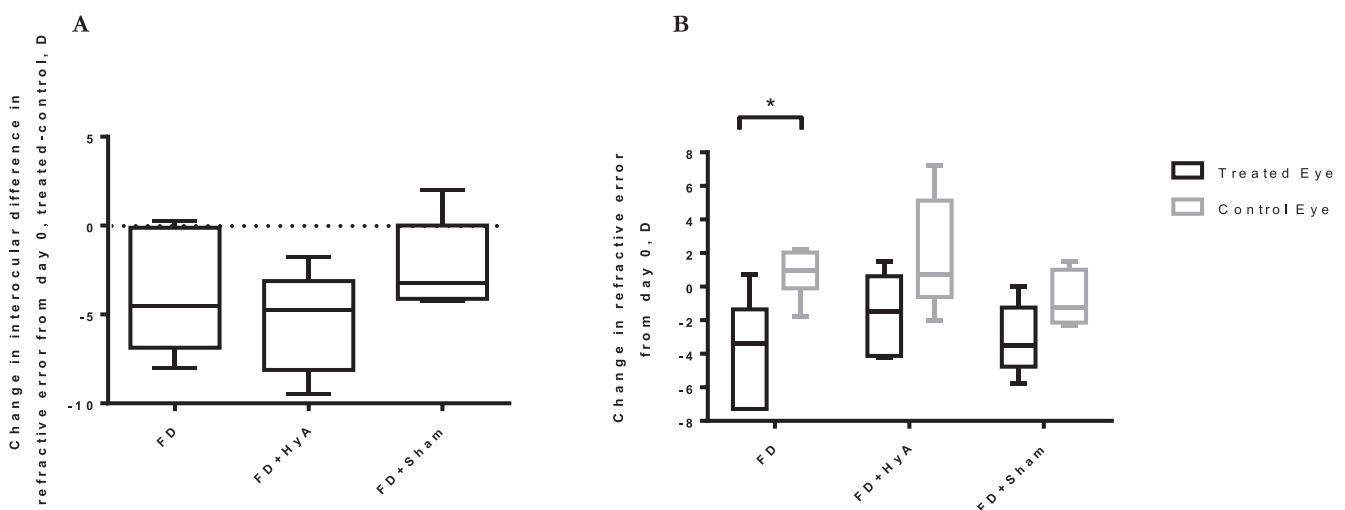 A
Change in interocular difference in
refractive error from day 0, treated-control, D
5
0
-5
-10
FD
FD+HyA
FD+Sham
B
*
Change in refractive error
from day 0, D
8
6
4
2
0
-2
-4
-6
-8
FD
FD+HyA
FD+Sham
Treated Eye
Control Eye